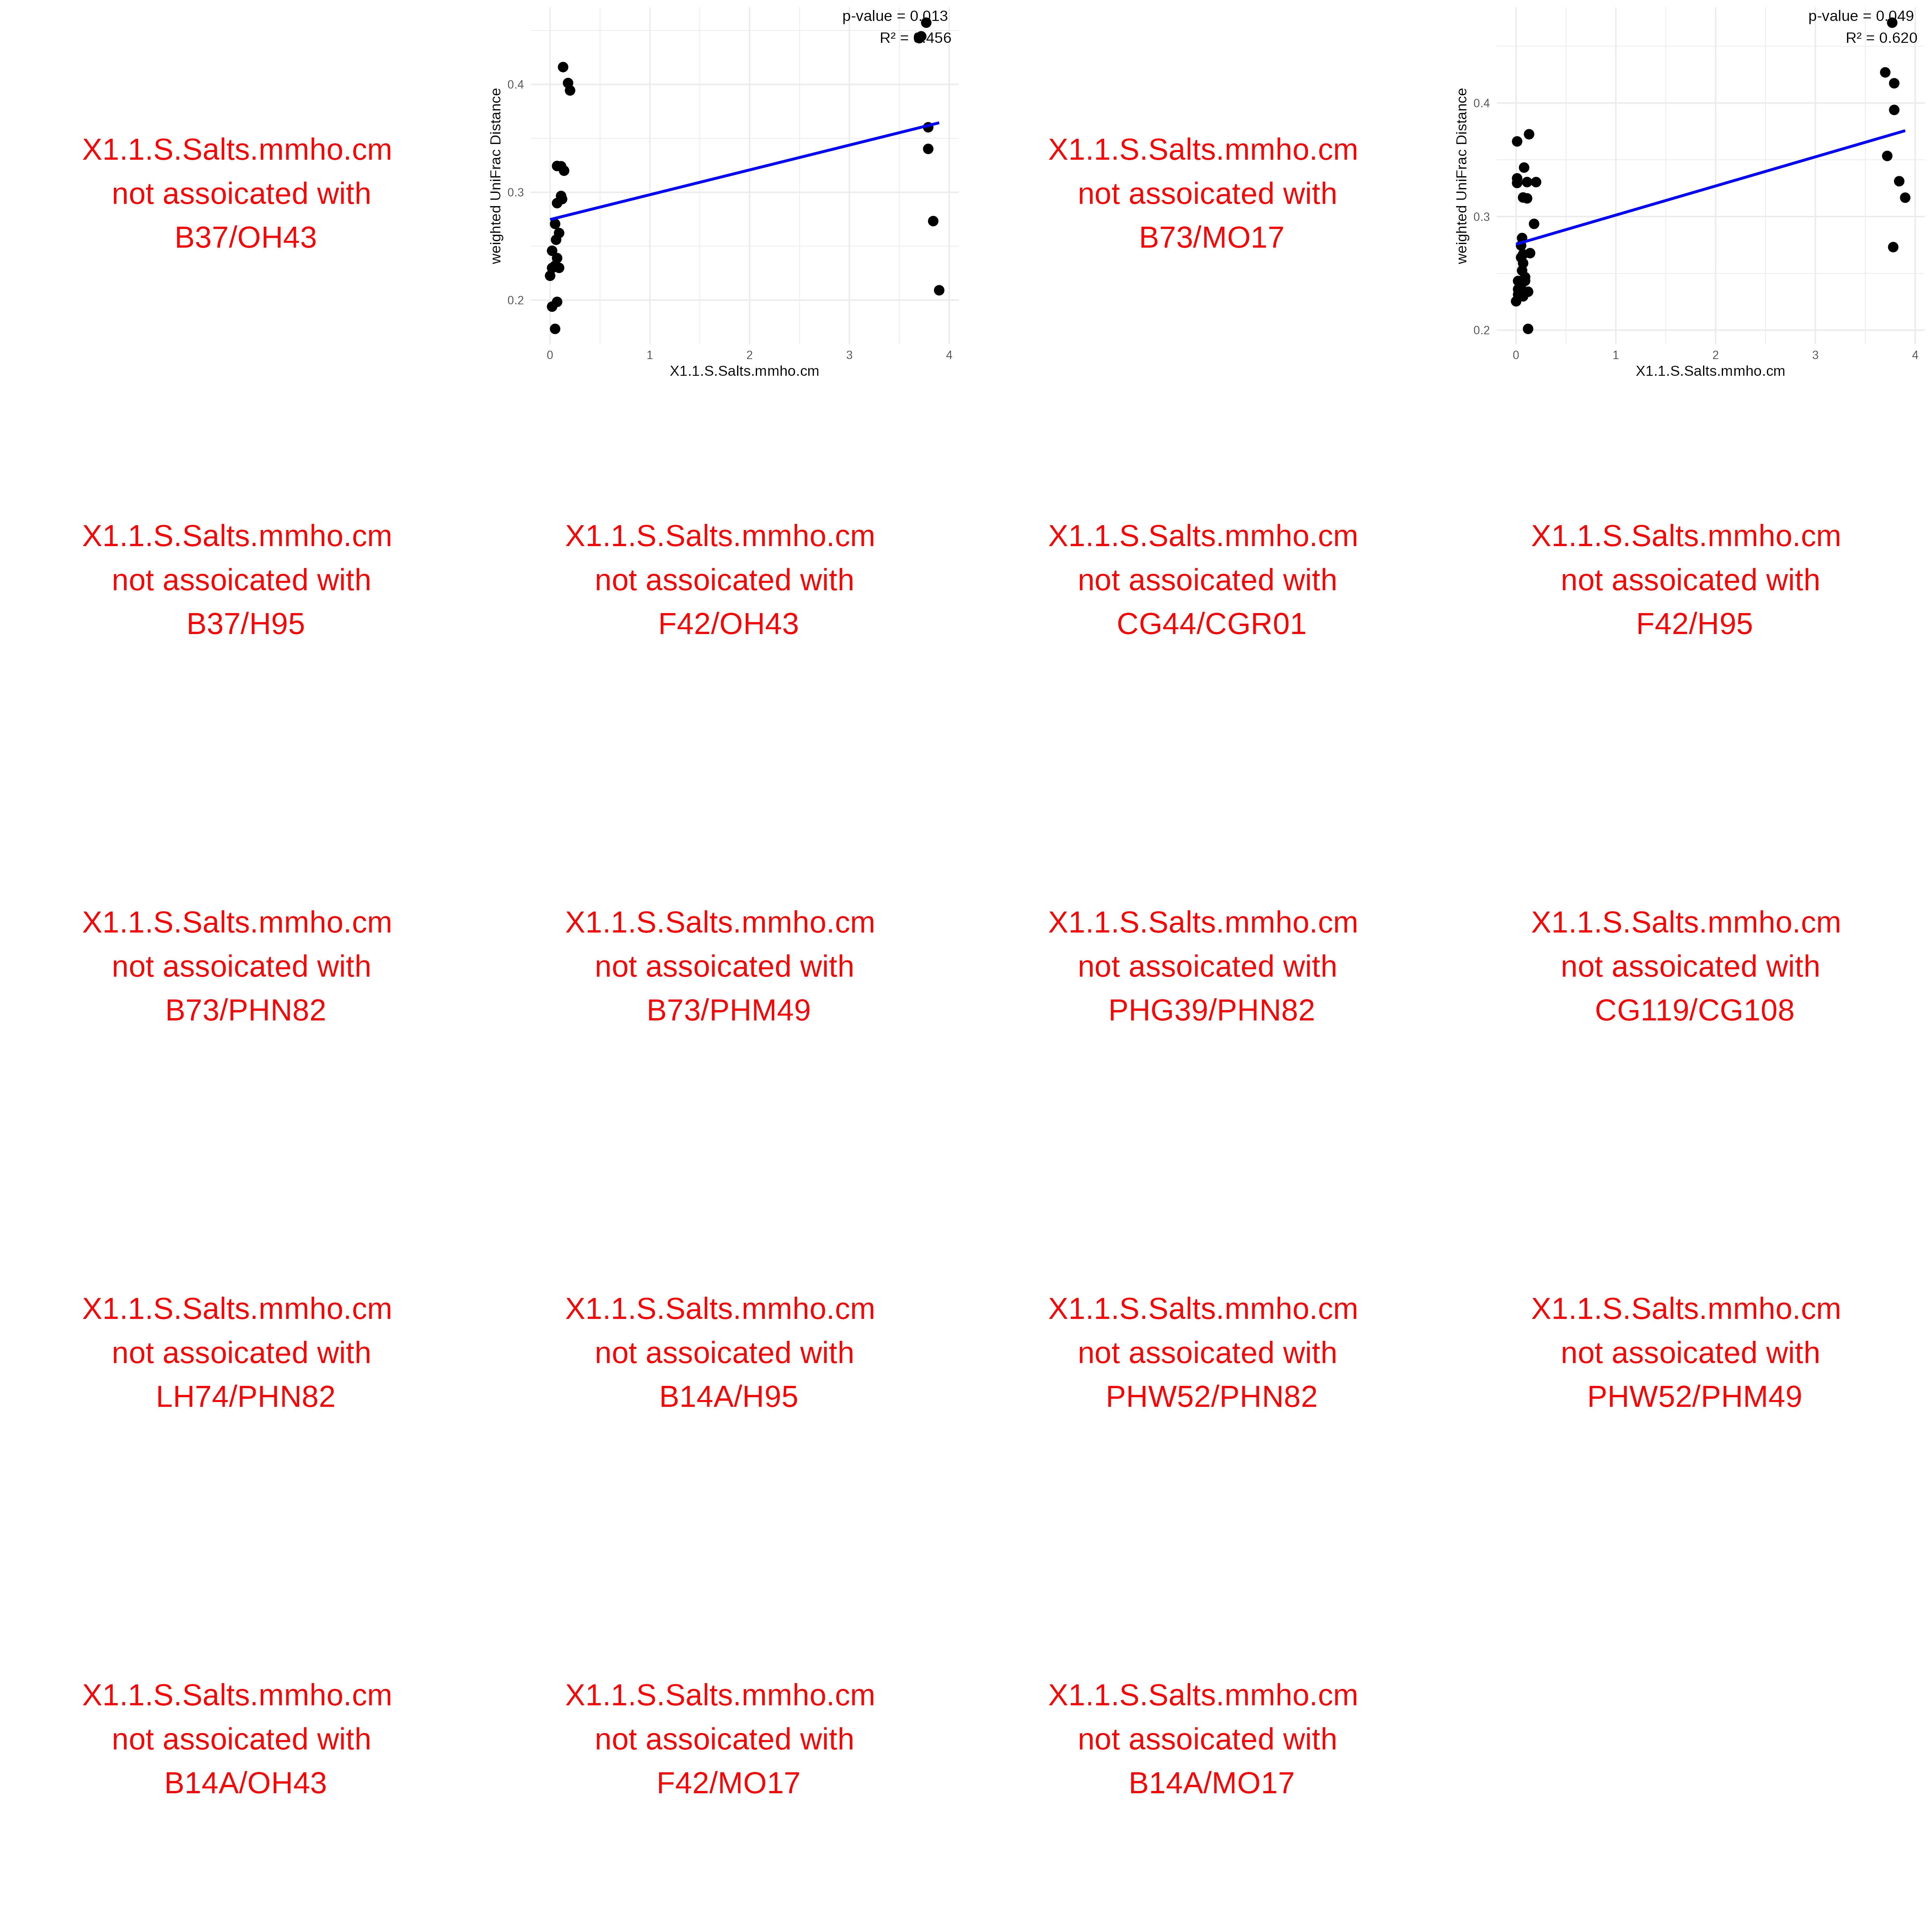 X1.1.S.Salts.mmho.cm
not assoicated with
B37/OH43
p-value = 0.013
R² = 0.456
weighted UniFrac Distance
0.4
0.3
0.2
0
1
2
3
4
X1.1.S.Salts.mmho.cm
X1.1.S.Salts.mmho.cm
not assoicated with
B73/MO17
p-value = 0.049
R² = 0.620
weighted UniFrac Distance
0.4
0.3
0.2
0
1
2
3
4
X1.1.S.Salts.mmho.cm
X1.1.S.Salts.mmho.cm
not assoicated with
B37/H95
X1.1.S.Salts.mmho.cm
not assoicated with
F42/OH43
X1.1.S.Salts.mmho.cm
not assoicated with
CG44/CGR01
X1.1.S.Salts.mmho.cm
not assoicated with
F42/H95
X1.1.S.Salts.mmho.cm
not assoicated with
B73/PHN82
X1.1.S.Salts.mmho.cm
not assoicated with
B73/PHM49
X1.1.S.Salts.mmho.cm
not assoicated with
PHG39/PHN82
X1.1.S.Salts.mmho.cm
not assoicated with
CG119/CG108
X1.1.S.Salts.mmho.cm
not assoicated with
LH74/PHN82
X1.1.S.Salts.mmho.cm
not assoicated with
B14A/H95
X1.1.S.Salts.mmho.cm
not assoicated with
PHW52/PHN82
X1.1.S.Salts.mmho.cm
not assoicated with
PHW52/PHM49
X1.1.S.Salts.mmho.cm
not assoicated with
B14A/OH43
X1.1.S.Salts.mmho.cm
not assoicated with
F42/MO17
X1.1.S.Salts.mmho.cm
not assoicated with
B14A/MO17